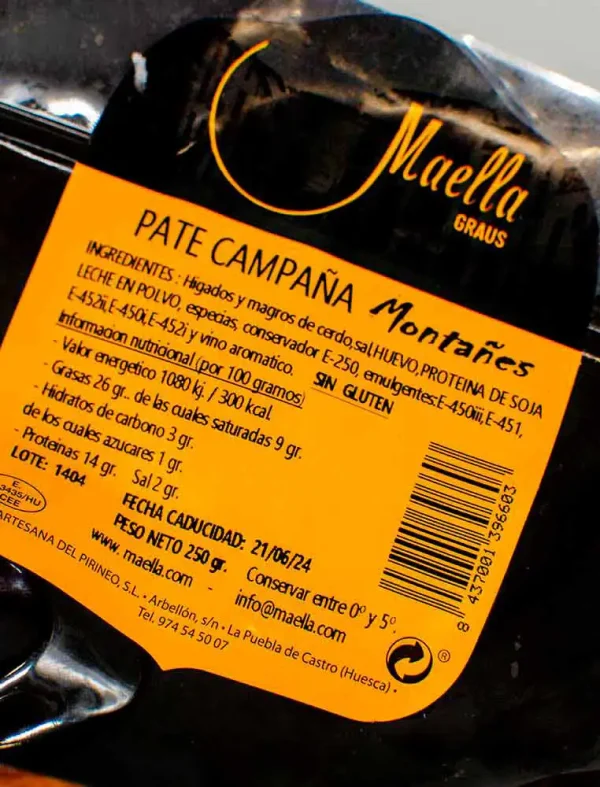 Maella
GRAUS
PATE CAMPAÑA Montañes
INGREDIENTES : Higados y magros de cerdo,sal,HUEVO,PROTEINA DE SOJA
LECHE EN POLVO, especias, conservador E-250, emulgentes:E-450iii,E-451,
E-452ii,E-450i,E-452i y vino aromatico.
SIN GLUTEN
Informacion nutricional (por 100 gramos)
- Valor energetico 1080 kj. / 300 kcal
- Grasas 26 gr.. de las cuales saturadas 9 gr.
- Hidratos de carbono 3 gr.
de los cuales azucares 1 gr.
- Proteinas 14 gr. Sal 2 gr.
LOTE: 1404
FECHA CADUCIDAD: 21/06/24
PESO NETO 250 gr. Conservar entre 0º y 5º.
www. maella.com - info@maella.com
E.
3435/HU
CEE
ARTESANA DEL PIRINEO, S.L. • Arbellón, s/n • La Puebla de Castro (Huesca) •
Tel. 974 54 50 07
8 437001 396603
®